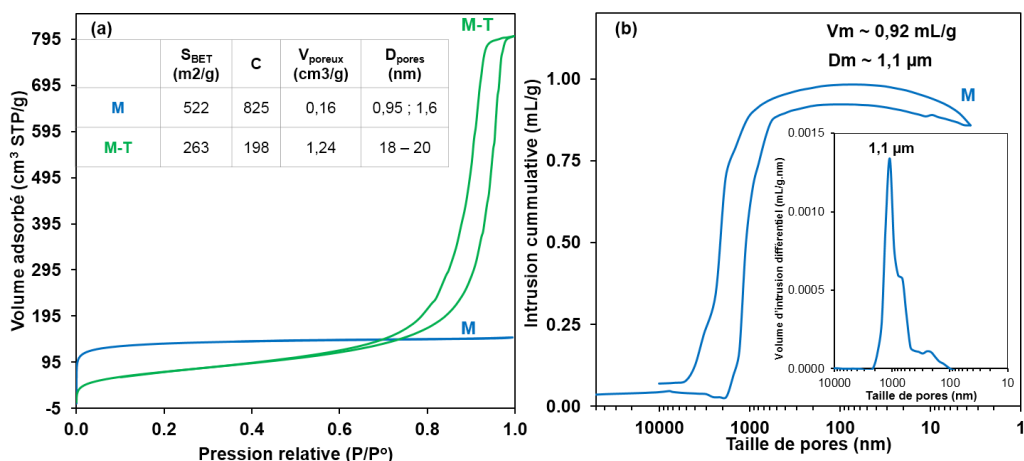 (a)
M-T
S_BET (m2/g)
C
V_poreux (cm3/g)
D_pores (nm)
M
522
825
0,16
0,95 ; 1,6
M-T
263
198
1,24
18 – 20
M
Volume adsorbé (cm³ STP/g)
795
695
595
495
395
295
195
95
-5
0.0
0.2
0.4
0.6
0.8
1.0
Pression relative (P/Pº)
(b)
Vm ~ 0,92 mL/g
Dm ~ 1,1 µm
M
Intrusion cummulative (mL/g)
1.00
0.75
0.50
0.25
0.00
10000
1000
100
10
1
Taille de pores (nm)
1,1 µm
Volume d'intrusion différentiel (mL/g.nm)
0.0015
0.0010
0.0005
0.0000
10000
1000
100
10
Taille de pores (nm)